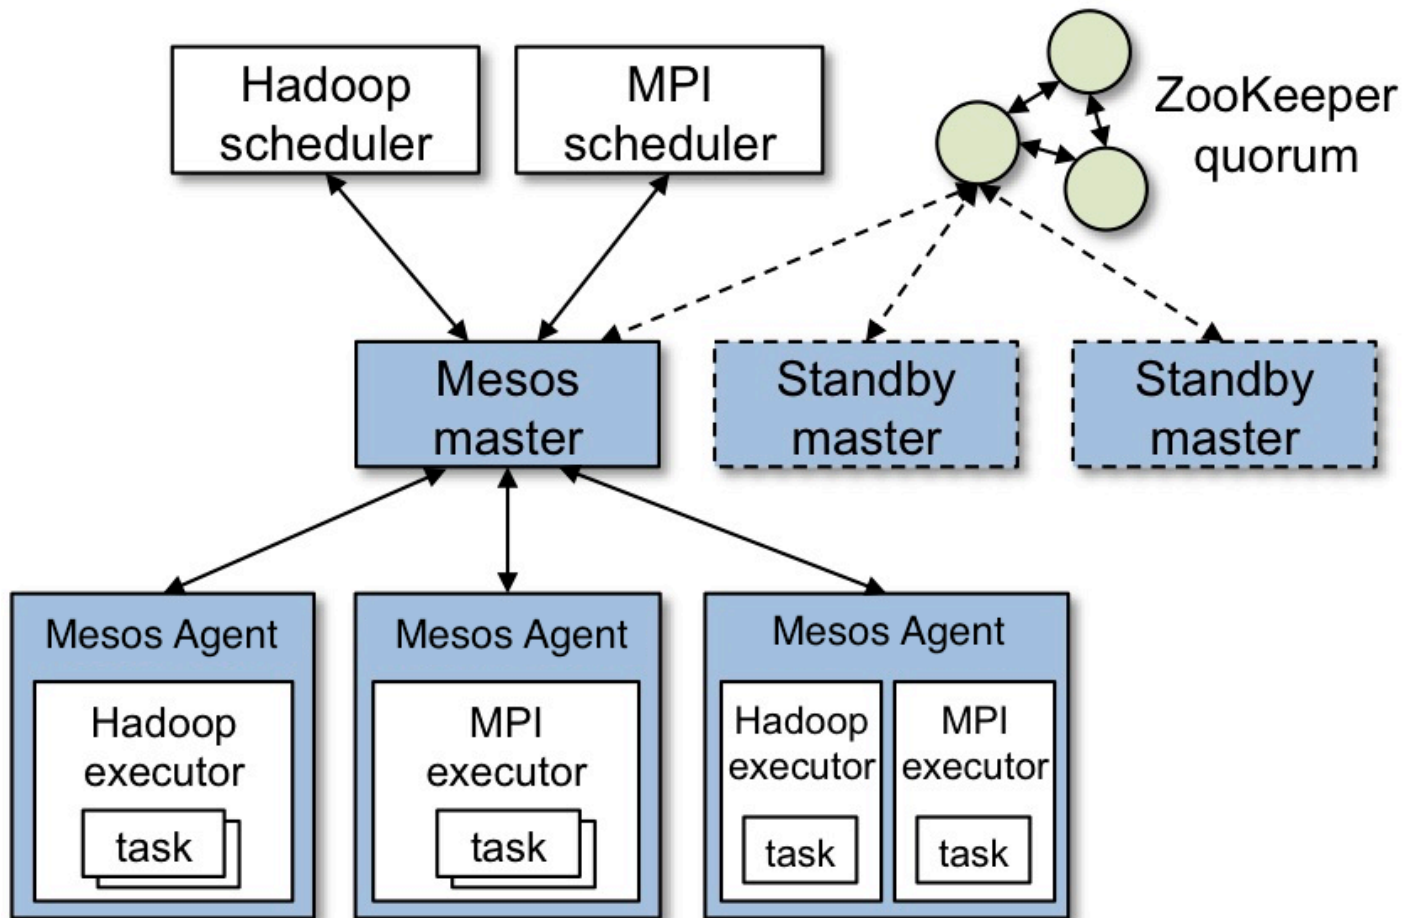 Hadoop
scheduler
MPI
scheduler
ZooKeeper
quorum
Mesos
master
Standby
master
Standby
master
Mesos Agent
Hadoop
executor
task
Mesos Agent
MPI
executor
task
Mesos Agent
Hadoop
executor
task
MPI
executor
task